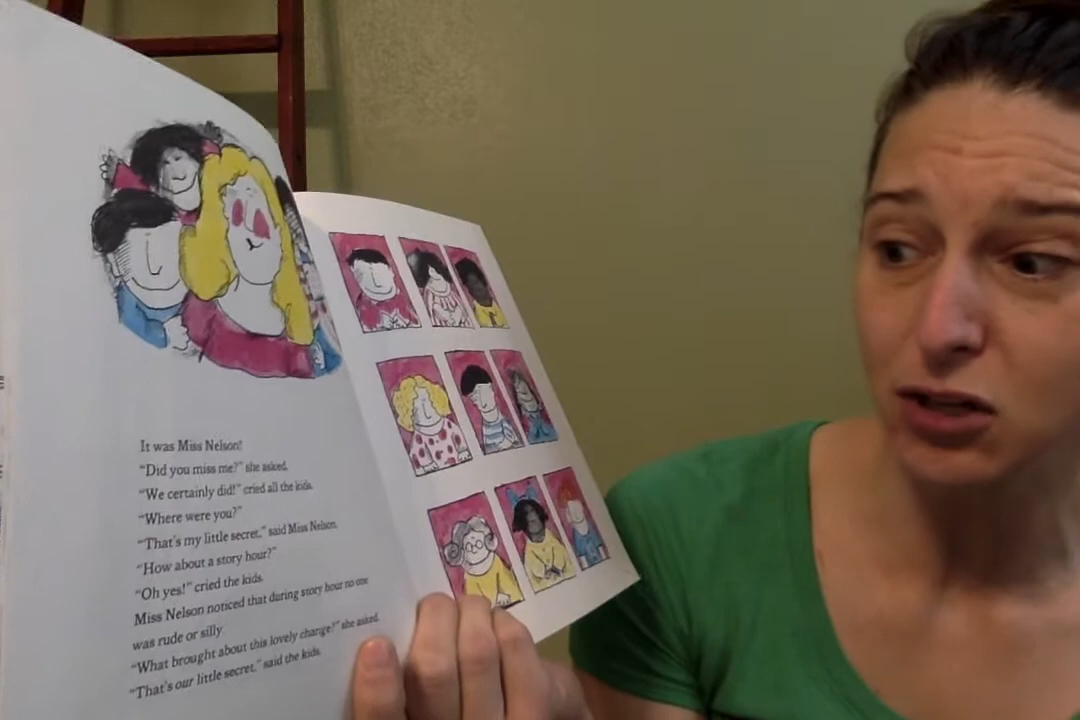 It was Miss Nelson!
"Did you miss me?" she asked.
"We certainly did!" cried all the kids.
"Where were you?"
"That's my little secret," said Miss Nelson.
"How about a story hour?"
"Oh yes!" cried the kids.
Miss Nelson noticed that during story hour no one
was rude or silly.
"What brought about this lovely change?" she asked.
"That's our little secret," said the kids.